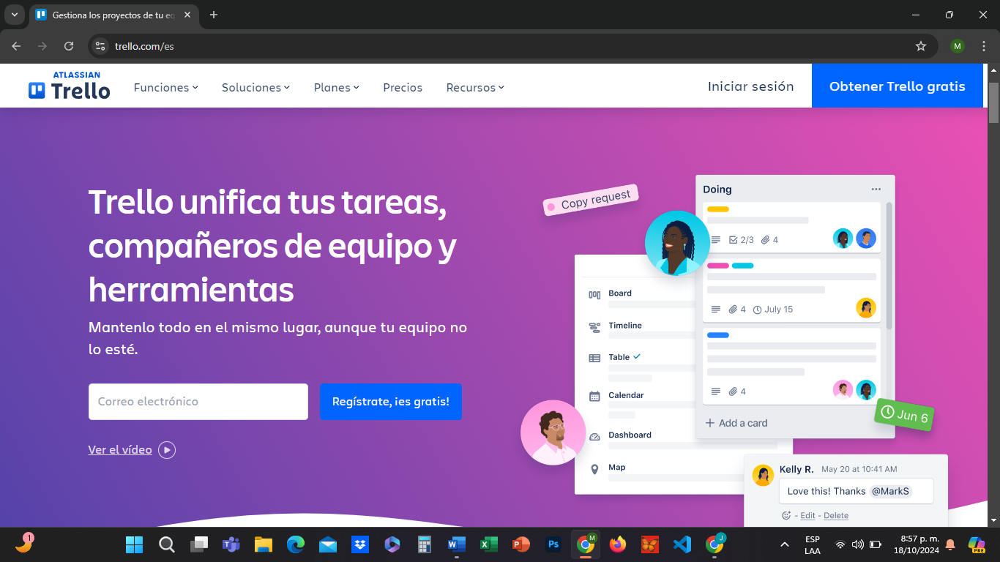 Gestiona los proyectos de tu eq
trello.com/es
M
ATLASSIAN
Trello
Funciones
Soluciones
Planes
Precios
Recursos
Iniciar sesión
Obtener Trello gratis
Trello unifica tus tareas,
compañeros de equipo y
herramientas
Mantenlo todo en el mismo lugar, aunque tu equipo no
lo esté.
Correo electrónico
Regístrate, ¡es gratis!
Ver el vídeo
Copy request
Doing
2/3
4
4
July 15
4
Add a card
Jun 6
Board
Timeline
Table
Calendar
Dashboard
Map
Kelly R.
May 20 at 10:41 AM
Love this! Thanks @MarkS
- Edit - Delete
1
Ps
M
J
ESP
LAA
8:57 p. m.
18/10/2024
PRE